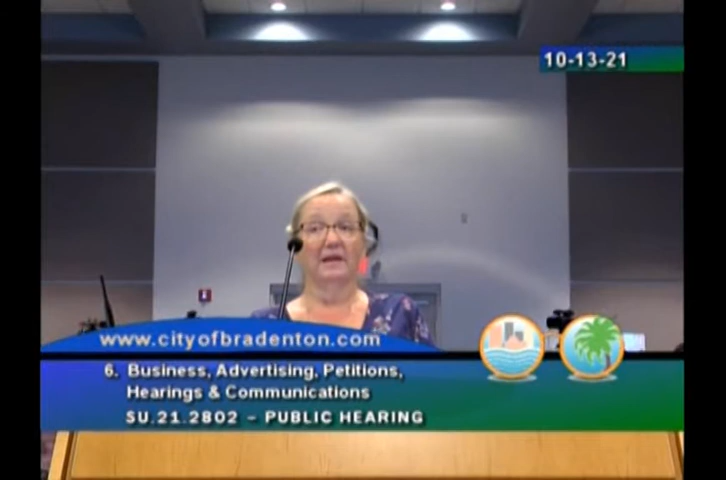 10-13-21
www.cityofbradenton.com
6. Business, Advertising, Petitions,
Hearings & Communications
SU.21.2802 – PUBLIC HEARING